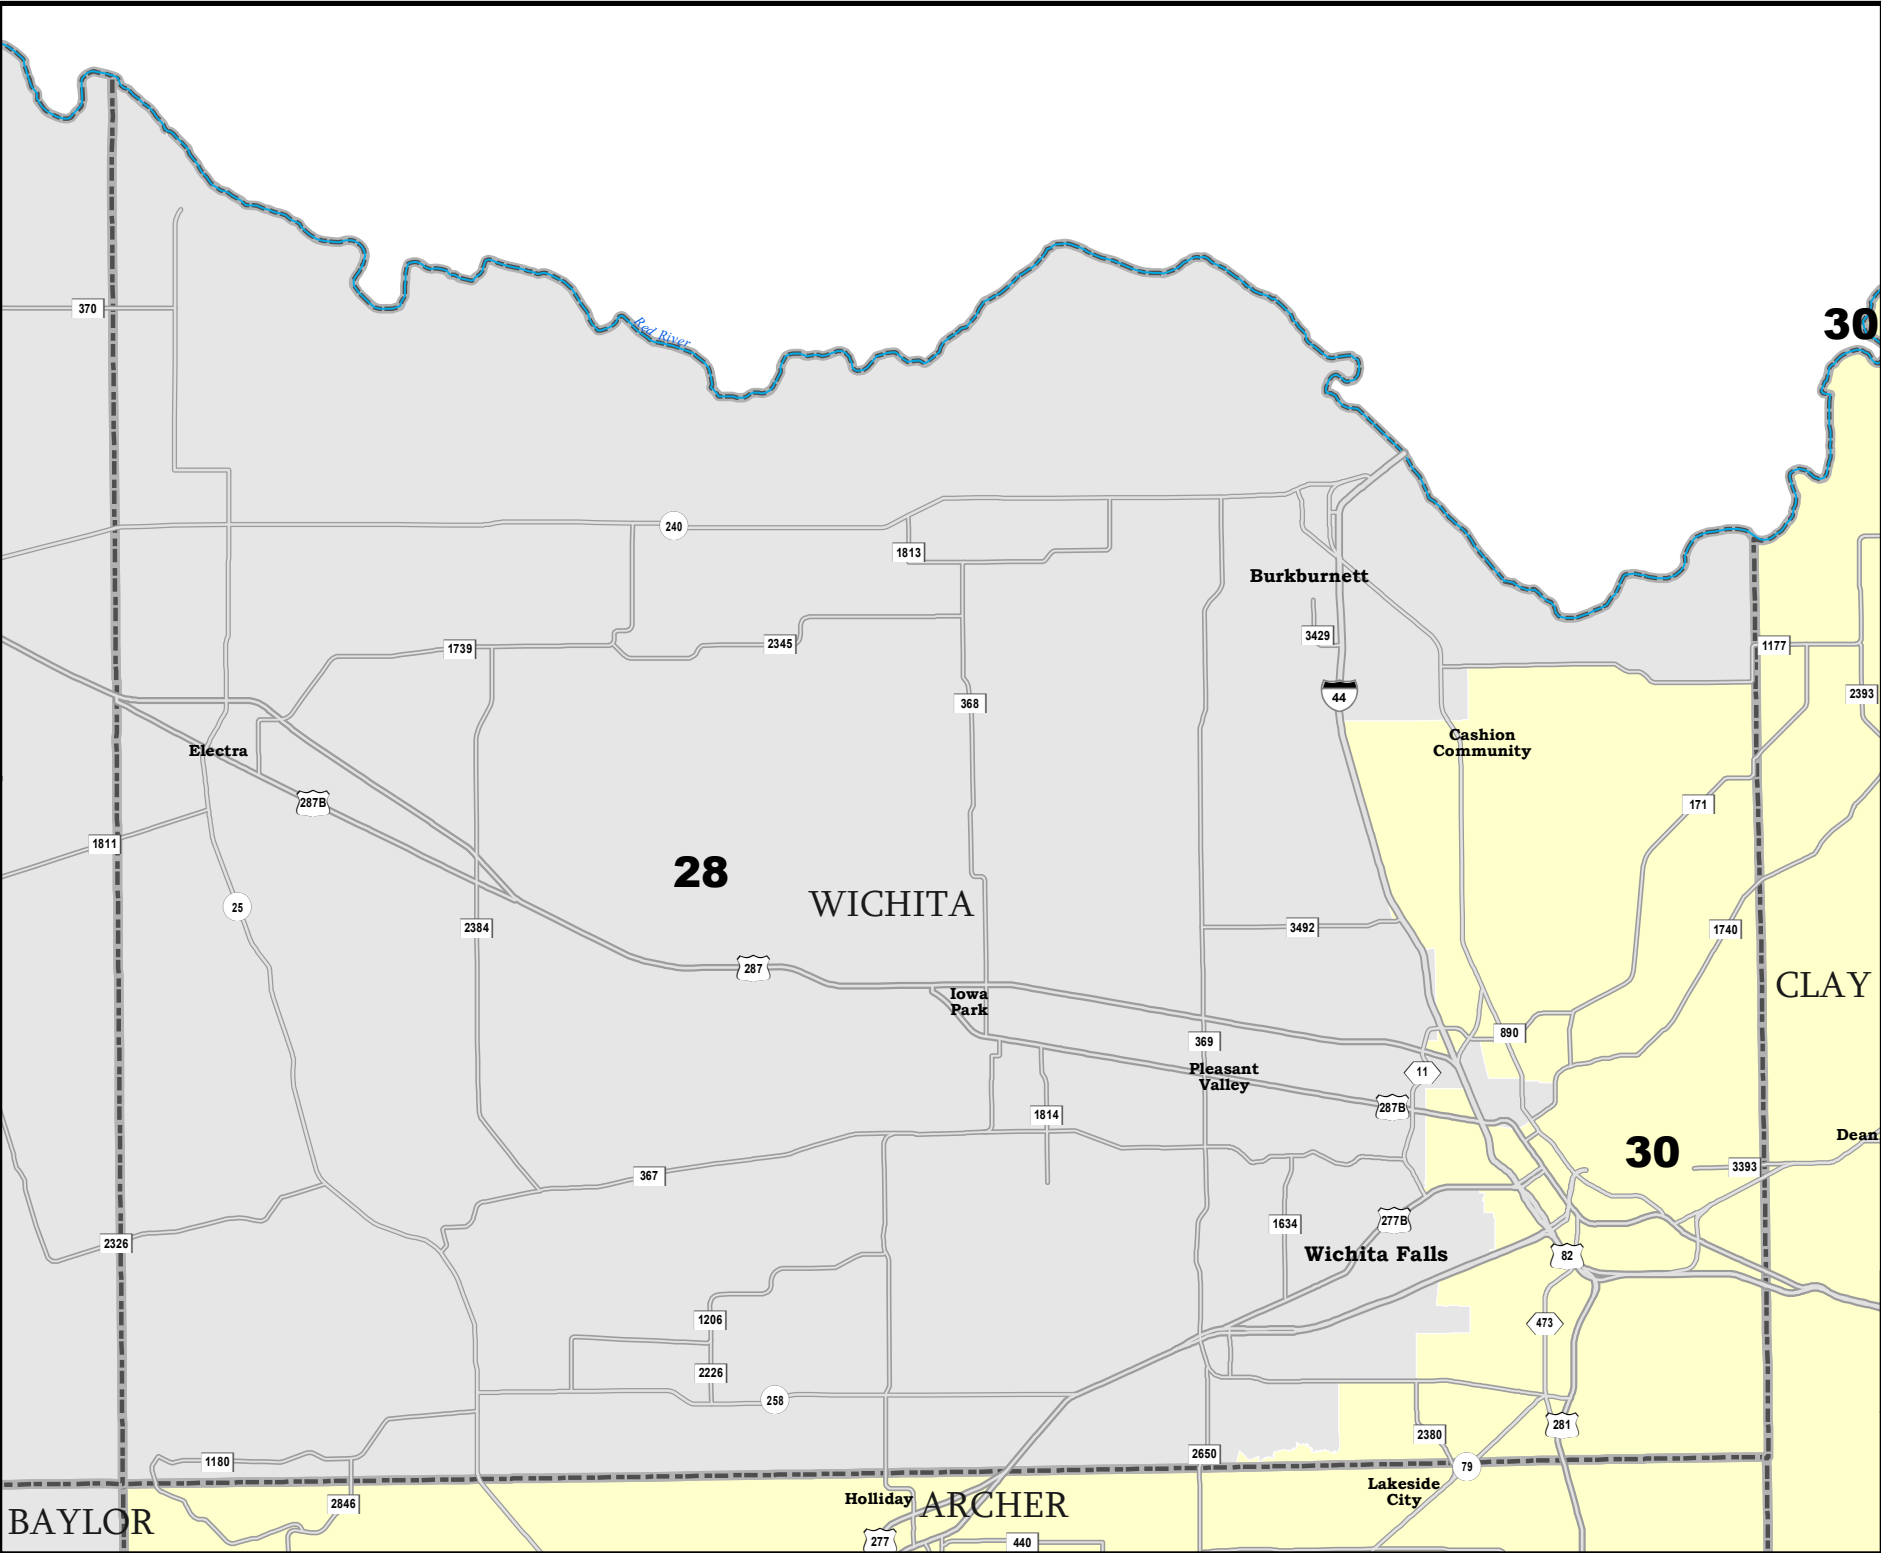 370
30
Red River
240
1813
Burkburnett
3429
1739
2345
1177
44
2393
368
Cashion
Community
Electra
287B
171
1811
28
WICHITA
25
2384
3492
1740
287
CLAY
Iowa
Park
890
369
Pleasant
Valley
11
287B
1814
30
Dean
367
3393
277B
1634
2326
Wichita Falls
82
1206
473
2226
258
281
2380
2650
1180
79
Lakeside
City
2846
Holliday
ARCHER
BAYLOR
277
440